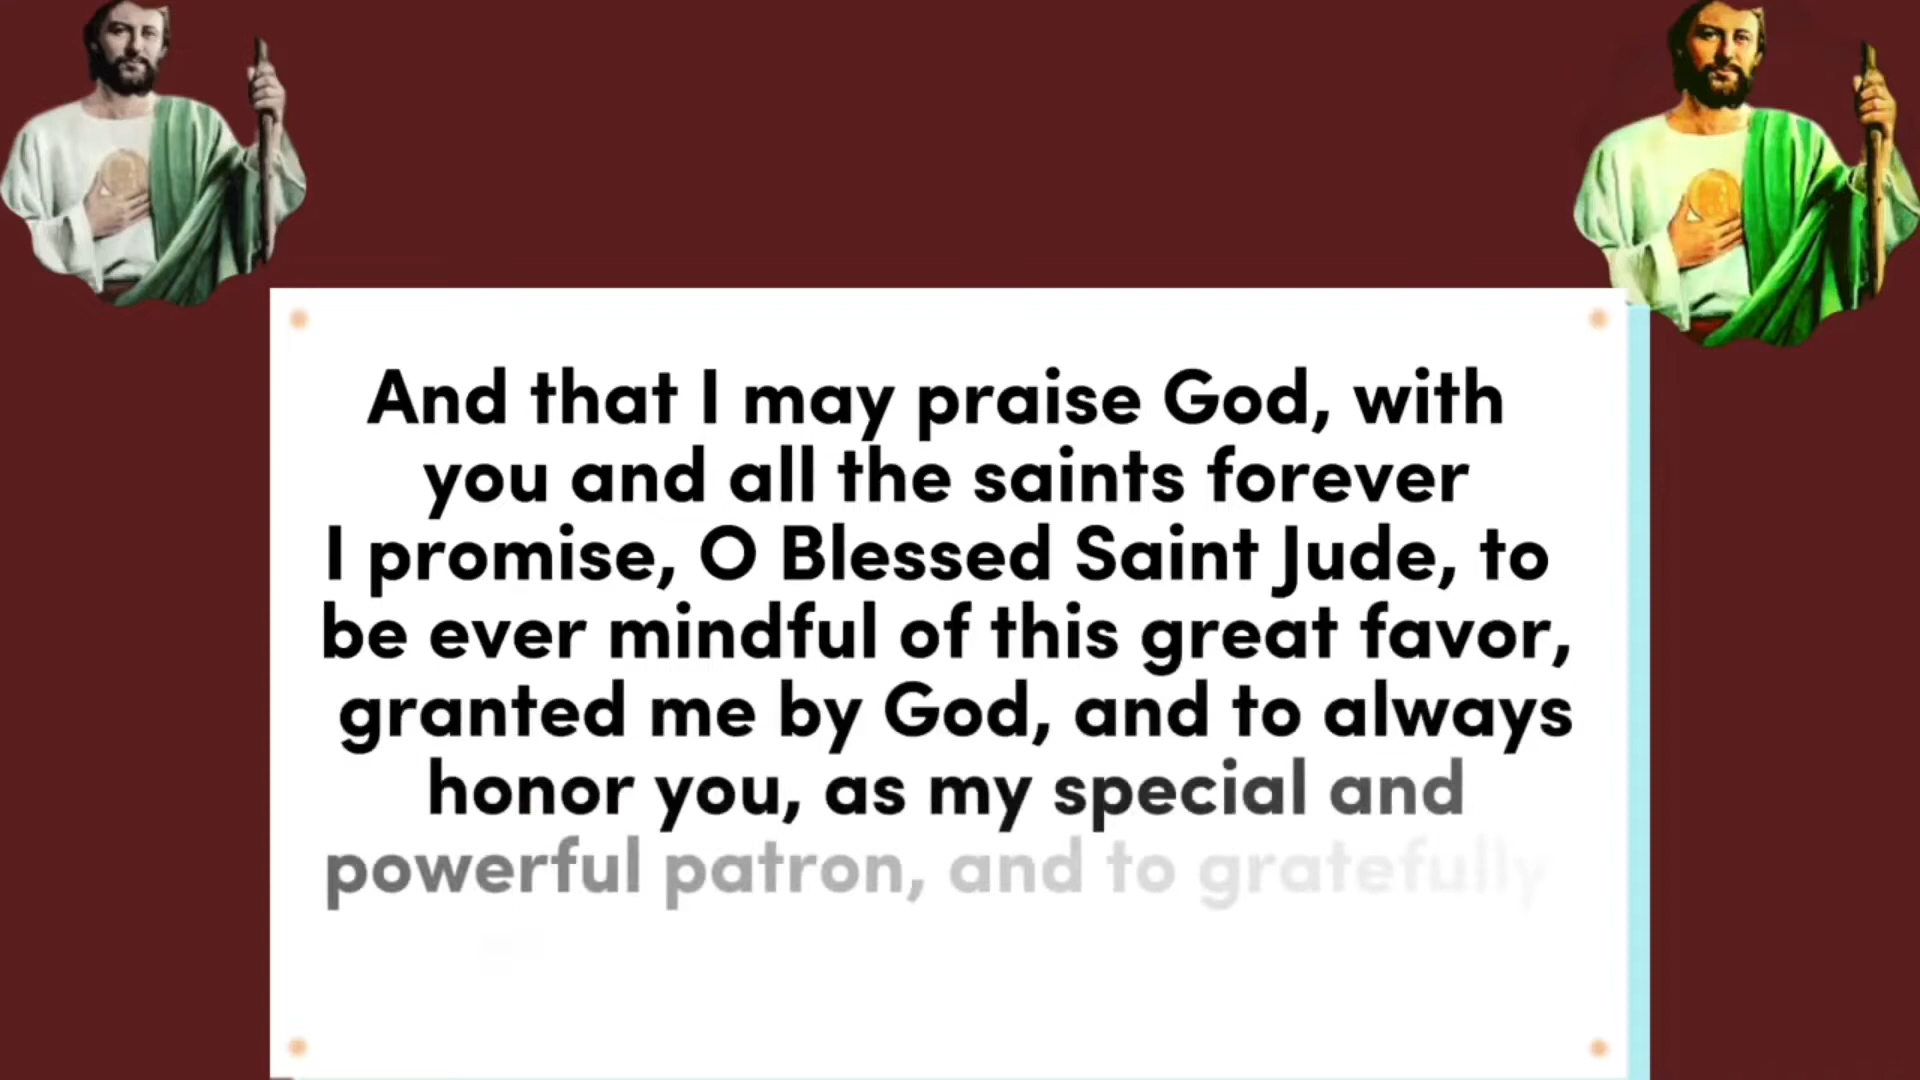 And that I may praise God, with
you and all the saints forever
I promise, O Blessed Saint Jude, to
be ever mindful of this great favor,
granted me by God, and to always
honor you, as my special and
powerful patron, and to gratefully